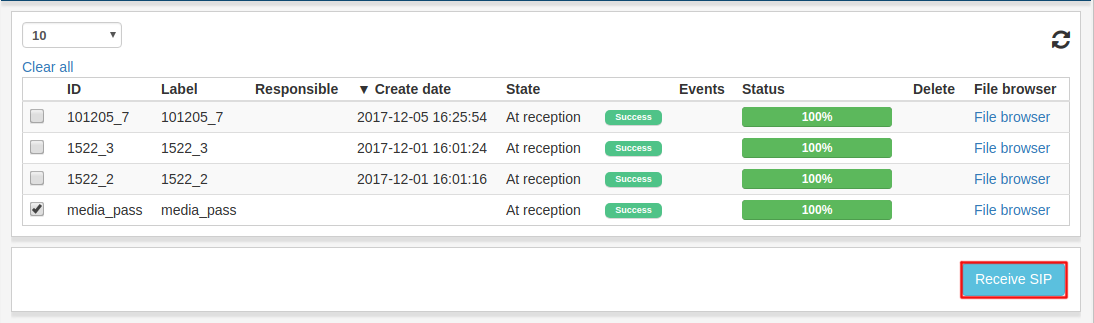 10
Clear all
ID Label Responsible ▼ Create date State Events Status Delete File browser
101205_7 101205_7 2017-12-05 16:25:54 At reception Success 100% File browser
1522_3 1522_3 2017-12-01 16:01:24 At reception Success 100% File browser
1522_2 1522_2 2017-12-01 16:01:16 At reception Success 100% File browser
media_pass media_pass At reception Success 100% File browser
Receive SIP